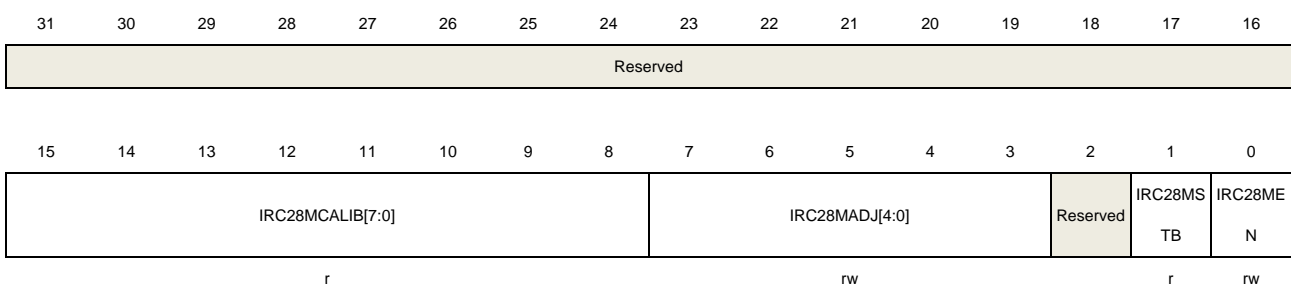 31 30 29 28 27 26 25 24 23 22 21 20 19 18 17 16
Reserved
15 14 13 12 11 10 9 8 7 6 5 4 3 2 1 0
IRC28MCALIB[7:0] IRC28MADJ[4:0] Reserved IRC28MS IRC28ME
TB N
r rw r rw